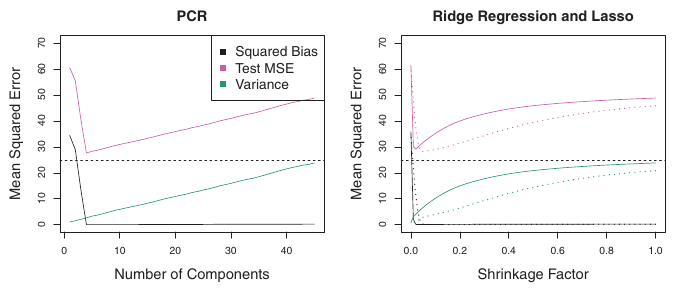 PCR
Mean Squared Error
0 10 20 30 40 50 60 70
Squared Bias
Test MSE
Variance
0 10 20 30 40
Number of Components
Ridge Regression and Lasso
Mean Squared Error
0 10 20 30 40 50 60 70
0.0 0.2 0.4 0.6 0.8 1.0
Shrinkage Factor